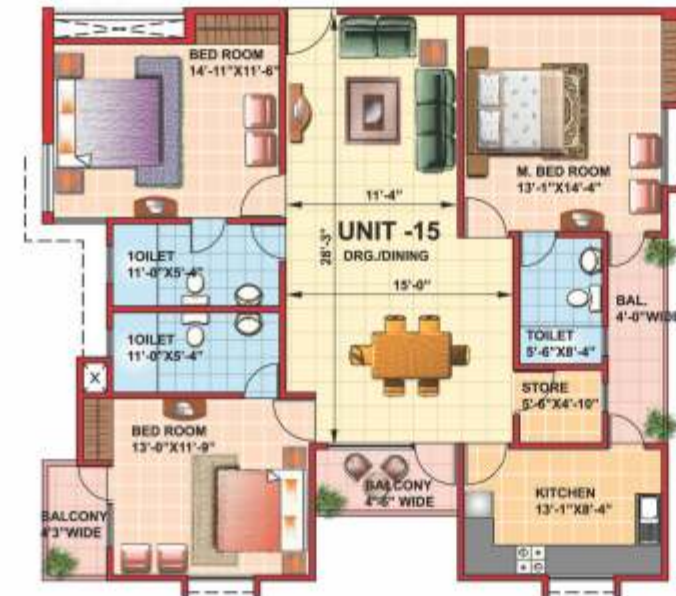 BED ROOM
14'-11"X11'-6"
M. BED ROOM
13'-1"X14'-4"
11'-4"
UNIT -15
DRG./DINING
28'-3"
15'-0"
TOILET
11'-0"X5'-4"
TOILET
11'-0"X5'-4"
BAL.
4'-0"WIDE
TOILET
5'-6"X8'-4"
STORE
5'-6"X4'-10"
X
BED ROOM
13'-0"X11'-9"
BALCONY
4'-6" WIDE
KITCHEN
13'-1"X8'-4"
BALCONY
4'3"WIDE